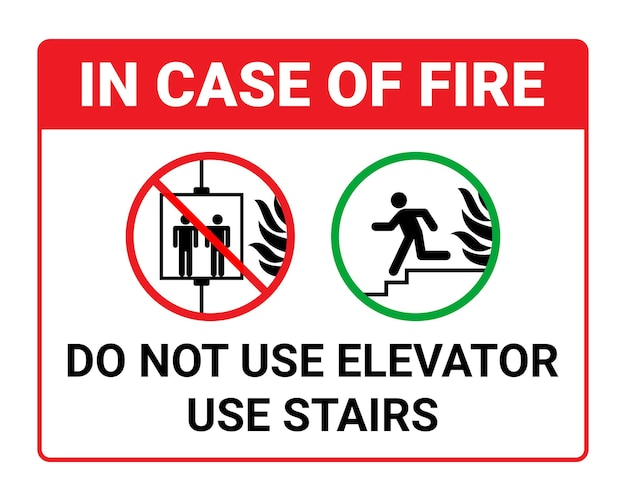 IN CASE OF FIRE
DO NOT USE ELEVATOR
USE STAIRS